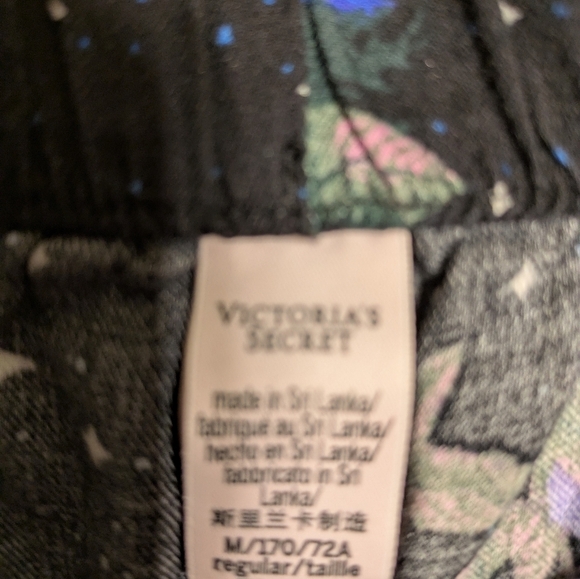 VICTORIA'S
SECRET
made in Sri Lanka/
fabriqué au Sri Lanka/
hecho en Sri Lanka/
fabbricato in Sri
Lanka/
斯里兰卡制造
M/170/72A
regular/taille